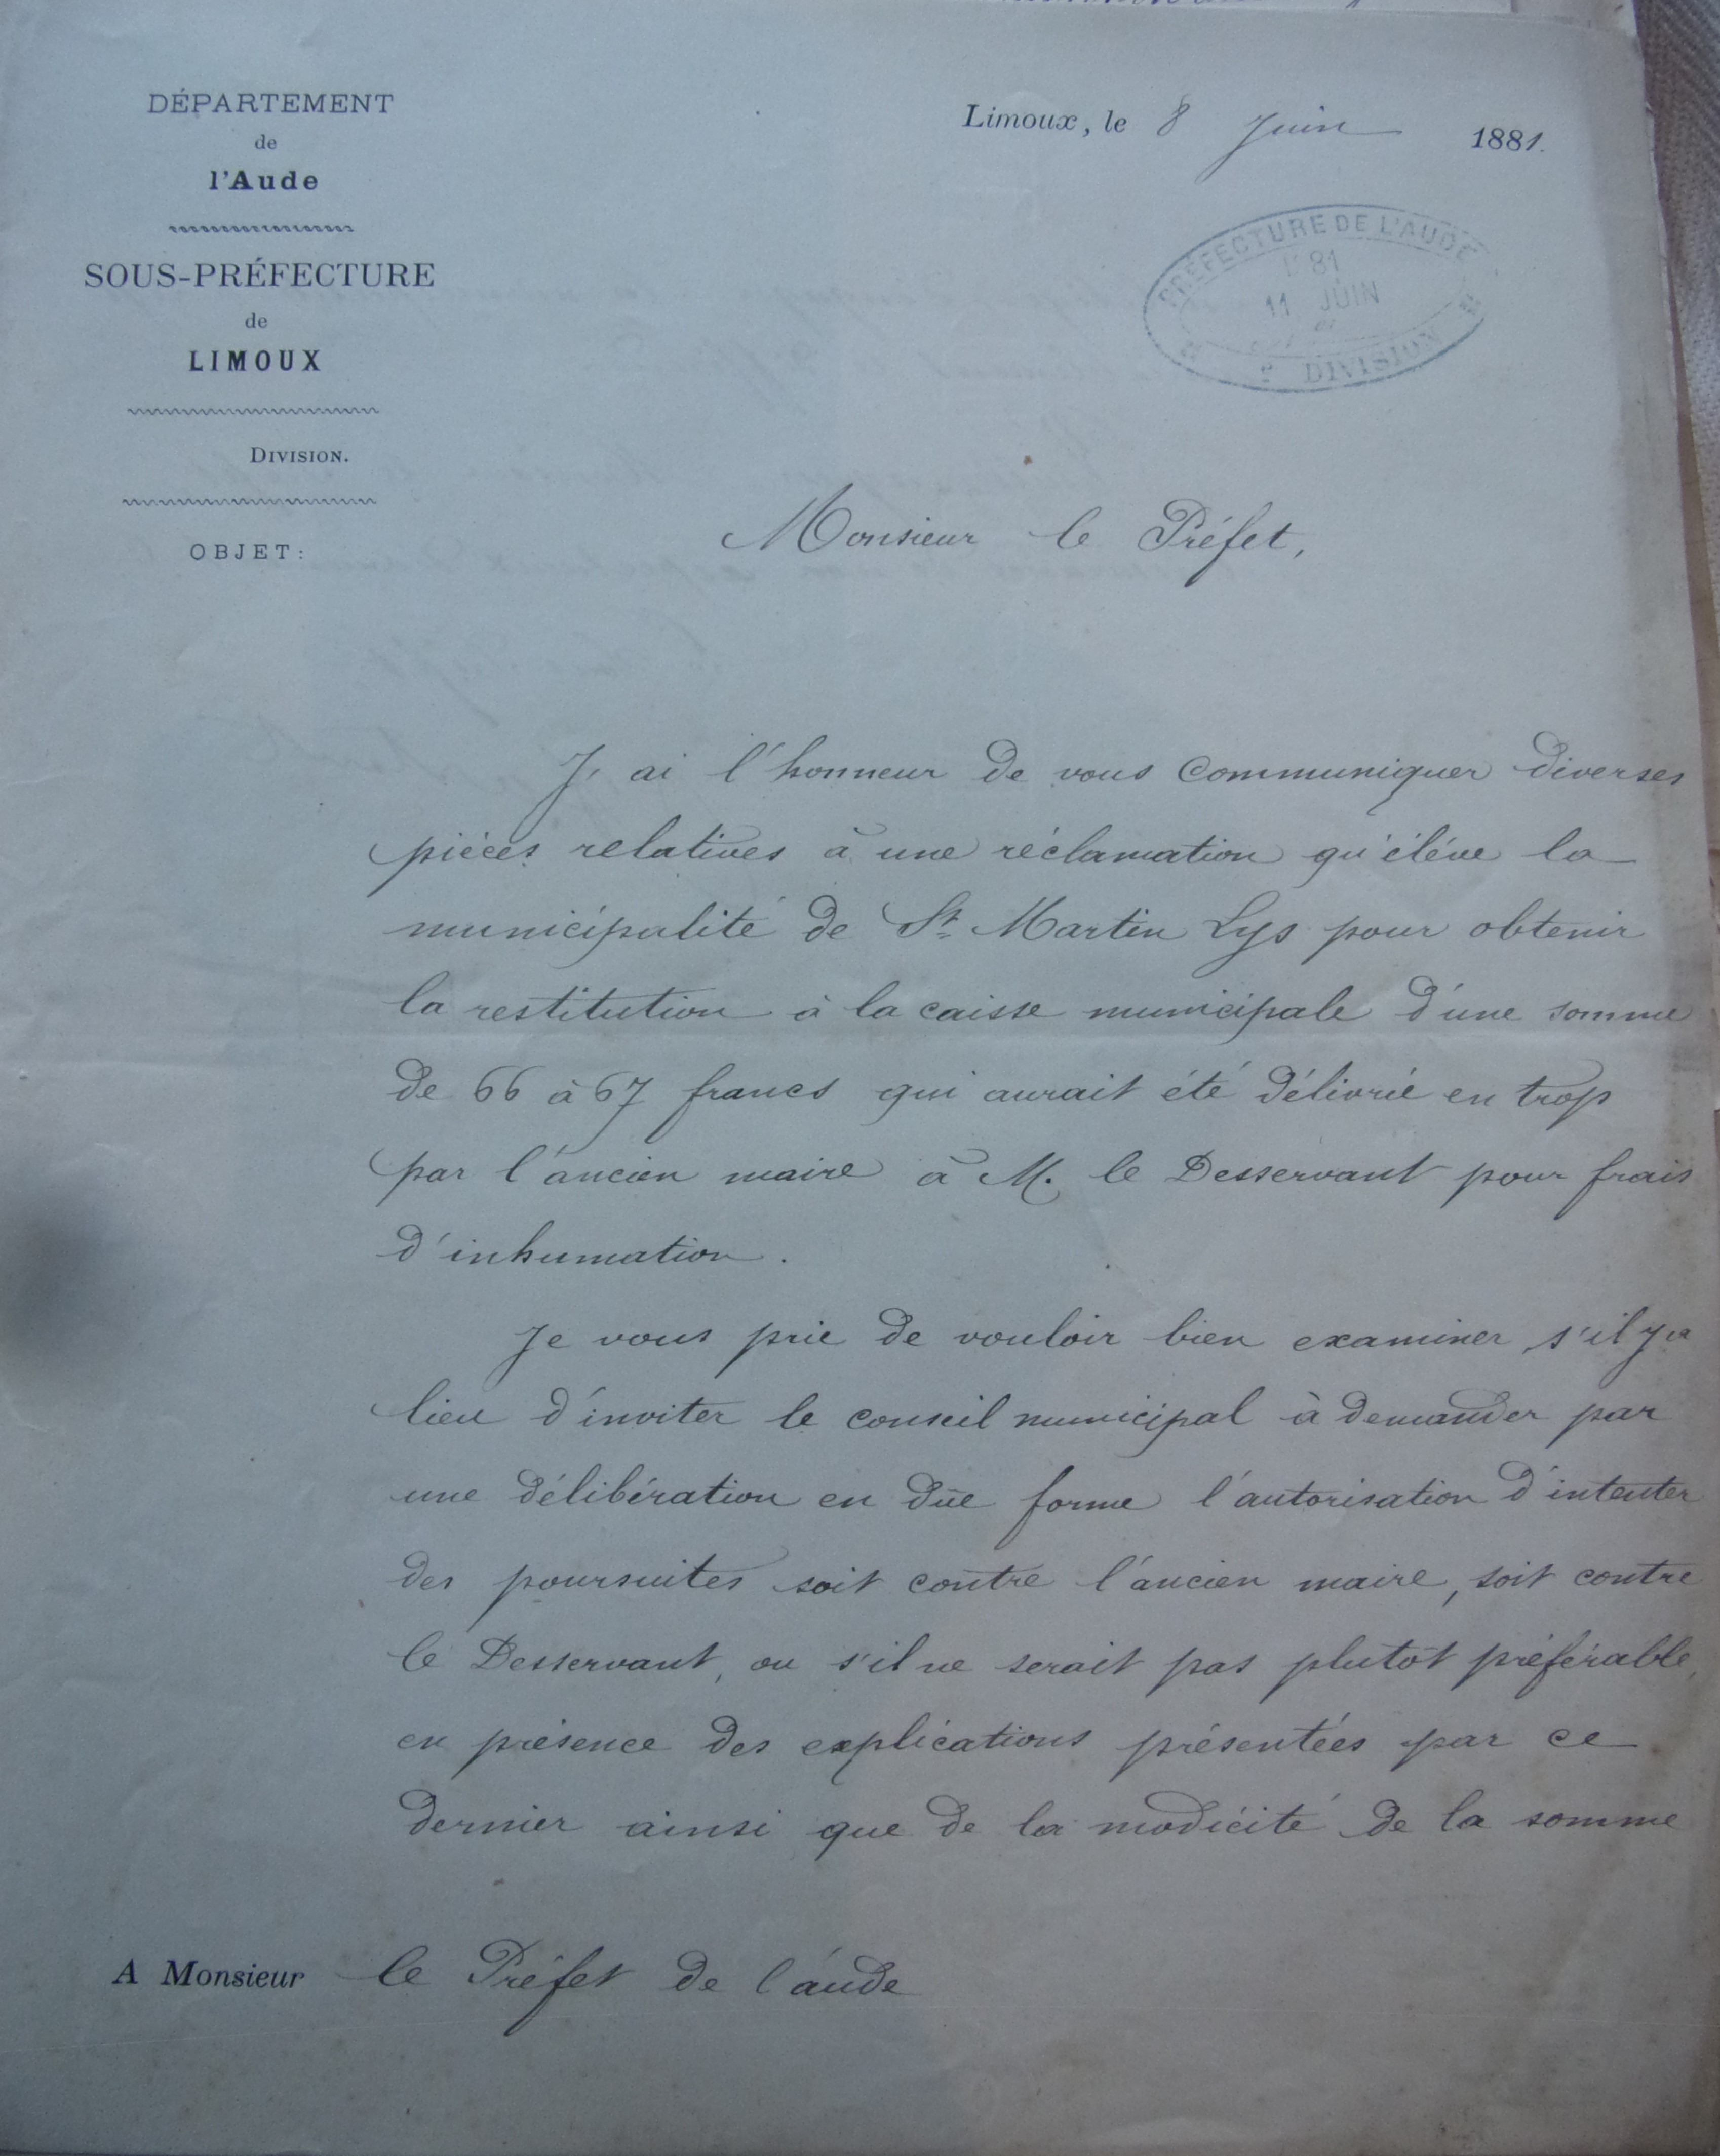 DÉPARTEMENT
de
l'Aude
SOUS-PRÉFECTURE
de
LIMOUX
DIVISION.
OBJET:
Limoux, le 8 Juin 1881.
PRÉFECTURE DE L'AUDE
81
11 JUIN
DIVISION
Monsieur le Préfet,
J'ai l'honneur de vous communiquer diverses
pièces relatives à une réclamation qu'élève la
municipalité de St Martin Lys pour obtenir
la restitution à la caisse municipale d'une somme
de 66 à 67 francs qui aurait été délivrée en trop
par l'ancien maire à M. le Desservant pour frais
d'inhumation.
Je vous prie de vouloir bien examiner, s'il y a
lieu d'inviter le conseil municipal à demander par
une délibération en dûe forme l'autorisation d'intenter
des poursuites soit contre l'ancien maire, soit contre
le Desservant, ou s'il ne serait pas plutôt préférable,
en présence des explications présentées par ce
dernier ainsi que de la modicité de la somme
A Monsieur le Préfet de l'aude